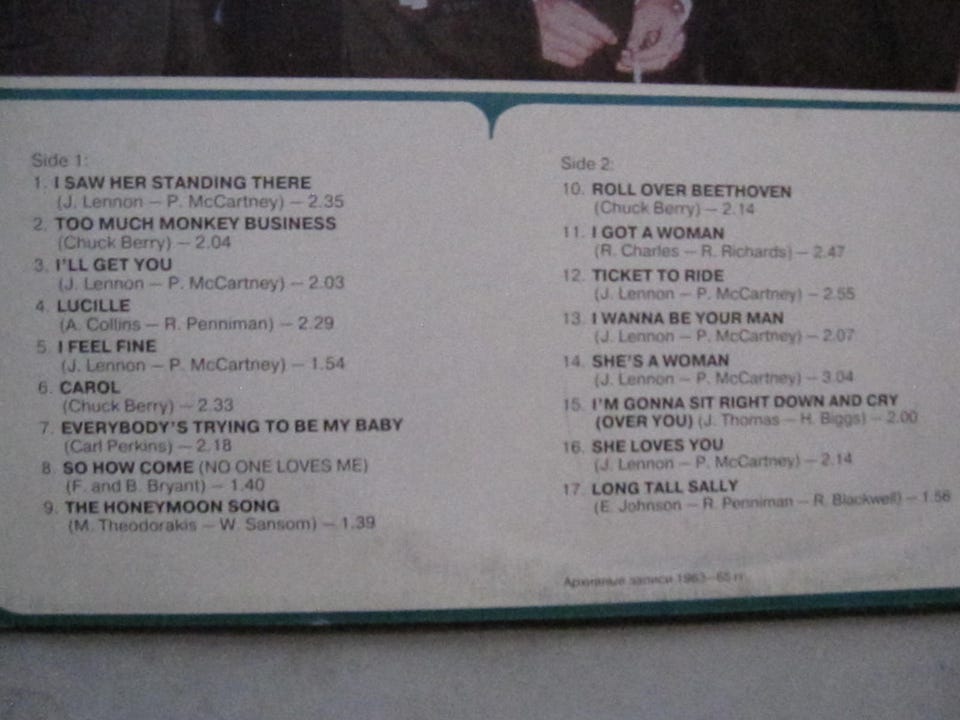 Side 1:
1. I SAW HER STANDING THERE
(J. Lennon — P. McCartney) — 2.35
2. TOO MUCH MONKEY BUSINESS
(Chuck Berry) — 2.04
3. I'LL GET YOU
(J. Lennon — P. McCartney) — 2.03
4. LUCILLE
(A. Collins — R. Penniman) — 2.29
5. I FEEL FINE
(J. Lennon — P. McCartney) — 1.54
6. CAROL
(Chuck Berry) — 2.33
7. EVERYBODY'S TRYING TO BE MY BABY
(Carl Perkins) — 2.18
8. SO HOW COME (NO ONE LOVES ME)
(F. and B. Bryant) — 1.40
9. THE HONEYMOON SONG
(M. Theodorakis — W. Sansom) — 1.39
Side 2:
10. ROLL OVER BEETHOVEN
(Chuck Berry) — 2.14
11. I GOT A WOMAN
(R. Charles — R. Richards) — 2.47
12. TICKET TO RIDE
(J. Lennon — P. McCartney) — 2.55
13. I WANNA BE YOUR MAN
(J. Lennon — P. McCartney) — 2.07
14. SHE'S A WOMAN
(J. Lennon — P. McCartney) — 3.04
15. I'M GONNA SIT RIGHT DOWN AND CRY
(OVER YOU) (J. Thomas — H. Biggs) — 2.00
16. SHE LOVES YOU
(J. Lennon — P. McCartney) — 2.14
17. LONG TALL SALLY
(E. Johnson — R. Penniman — R. Blackwell) — 1.56
Архивные записи 1963—65 гг.